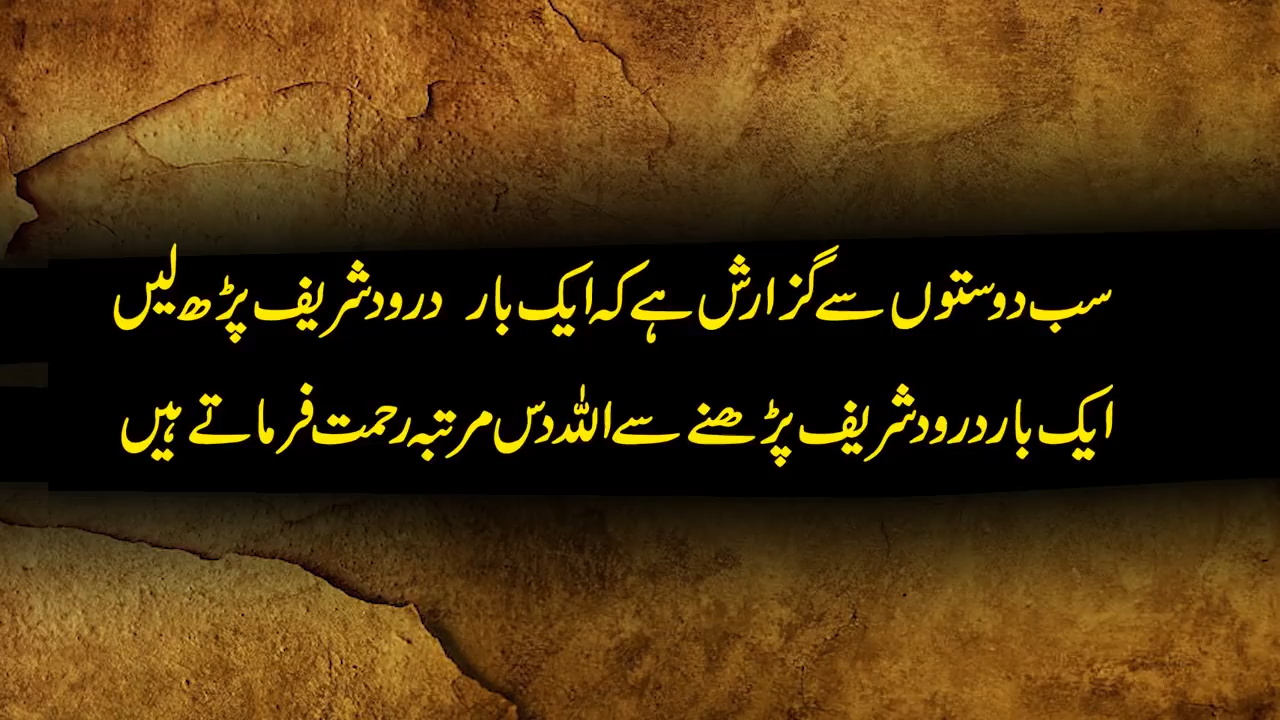 سب دوستوں سے گزارش ہے کہ ایک بار درود شریف پڑھ لیں
ایک بار درود شریف پڑھنے سے اللہ دس مرتبہ رحمت فرماتے ہیں